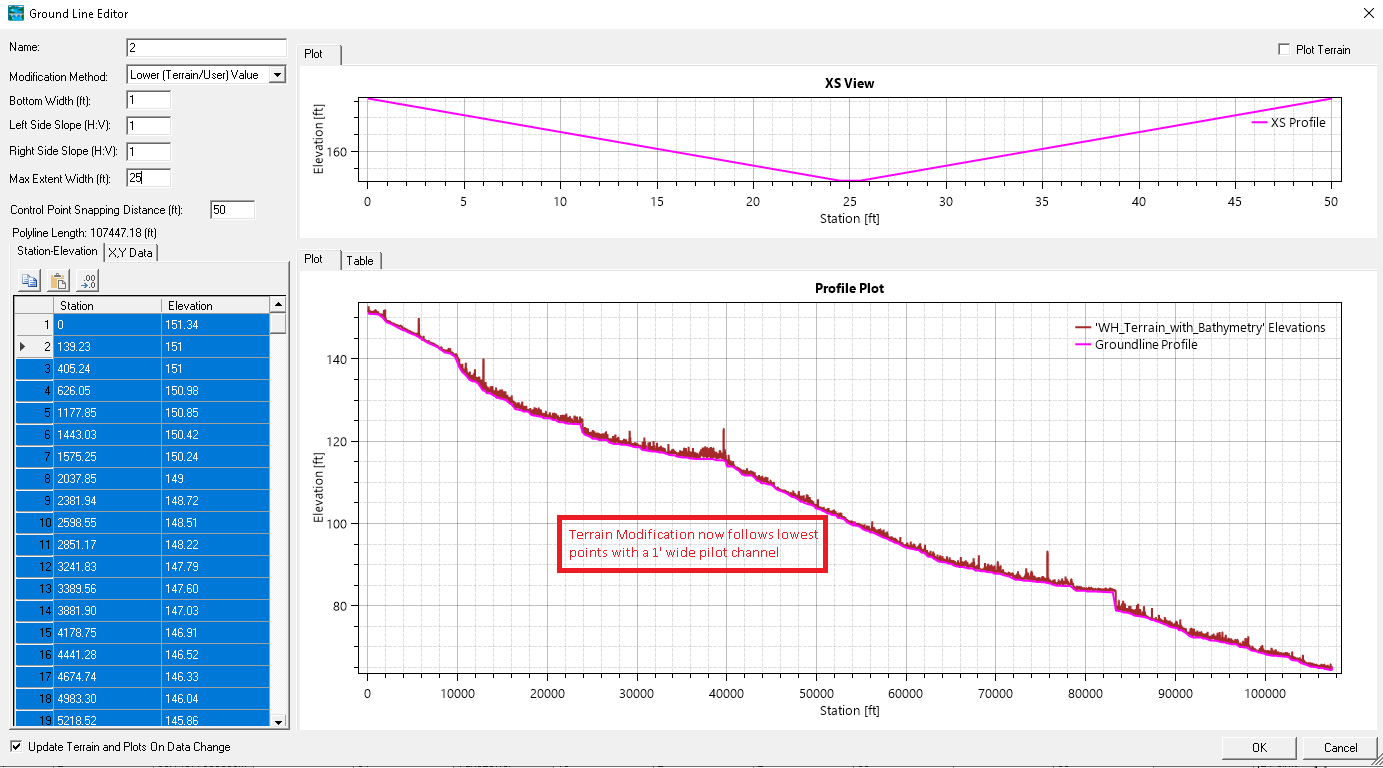 Ground Line Editor
Name: 2
Modification Method: Lower (Terrain/User) Value
Bottom Width (ft): 1
Left Side Slope (H:V): 1
Right Side Slope (H:V): 1
Max Extent Width (ft): 25
Control Point Snapping Distance (ft): 50
Polyline Length: 107447.18 (ft)
Station-Elevation X,Y Data
.00
→.0
Station Elevation
1 0 151.34
2 139.23 151
3 405.24 151
4 626.05 150.98
5 1177.85 150.85
6 1443.03 150.42
7 1575.25 150.24
8 2037.85 149
9 2381.94 148.72
10 2598.55 148.51
11 2851.17 148.22
12 3241.83 147.79
13 3389.56 147.60
14 3881.90 147.03
15 4178.75 146.91
16 4441.28 146.52
17 4674.74 146.33
18 4983.30 146.04
19 5218.52 145.86
Update Terrain and Plots On Data Change
Plot
Plot Terrain
XS View
Elevation [ft]
160
XS Profile
0 5 10 15 20 25 30 35 40 45 50
Station [ft]
Plot Table
Profile Plot
'WH_Terrain_with_Bathymetry' Elevations
Groundline Profile
Elevation [ft]
140
120
100
80
Terrain Modification now follows lowest
points with a 1' wide pilot channel
0 10000 20000 30000 40000 50000 60000 70000 80000 90000 100000
Station [ft]
OK Cancel